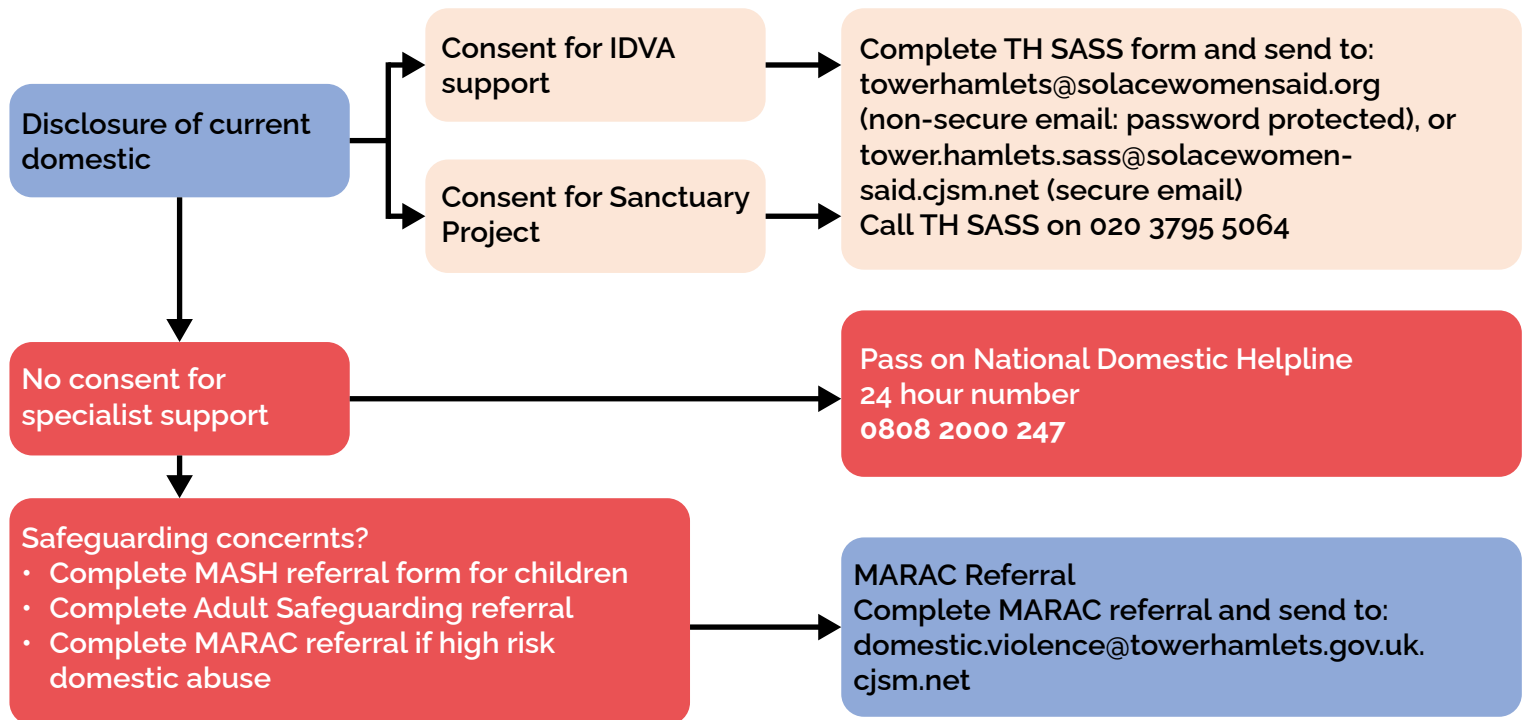 Disclosure of current
domestic
Consent for IDVA
support
Consent for Sanctuary
Project
Complete TH SASS form and send to:
towerhamlets@solacewomensaid.org
(non-secure email: password protected), or
tower.hamlets.sass@solacewomen-
said.cjsm.net (secure email)
Call TH SASS on 020 3795 5064
No consent for
specialist support
Pass on National Domestic Helpline
24 hour number
0808 2000 247
Safeguarding concernts?
• Complete MASH referral form for children
• Complete Adult Safeguarding referral
• Complete MARAC referral if high risk
domestic abuse
MARAC Referral
Complete MARAC referral and send to:
domestic.violence@towerhamlets.gov.uk.
cjsm.net